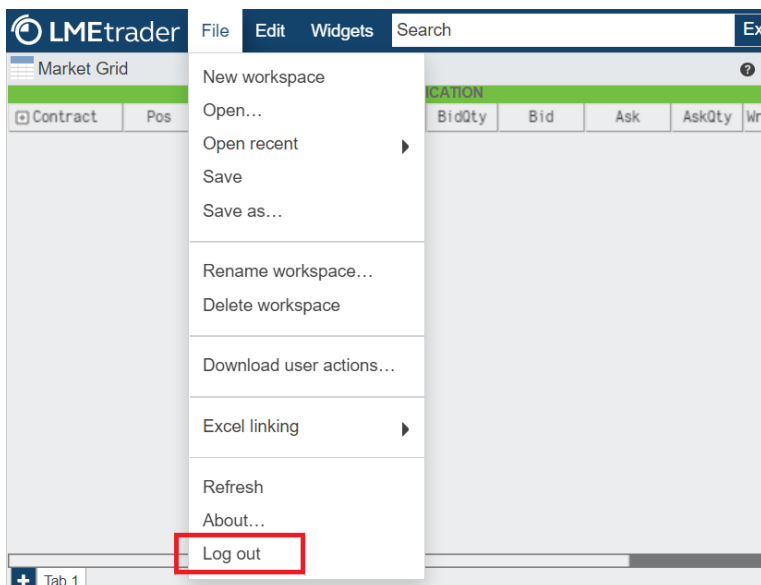 LMEtrader File Edit Widgets Search Ex
Market Grid
ICATION
Contract Pos BidQty Bid Ask AskQty Wr
New workspace
Open…
Open recent
Save
Save as…
Rename workspace…
Delete workspace
Download user actions…
Excel linking
Refresh
About…
Log out
Tab 1